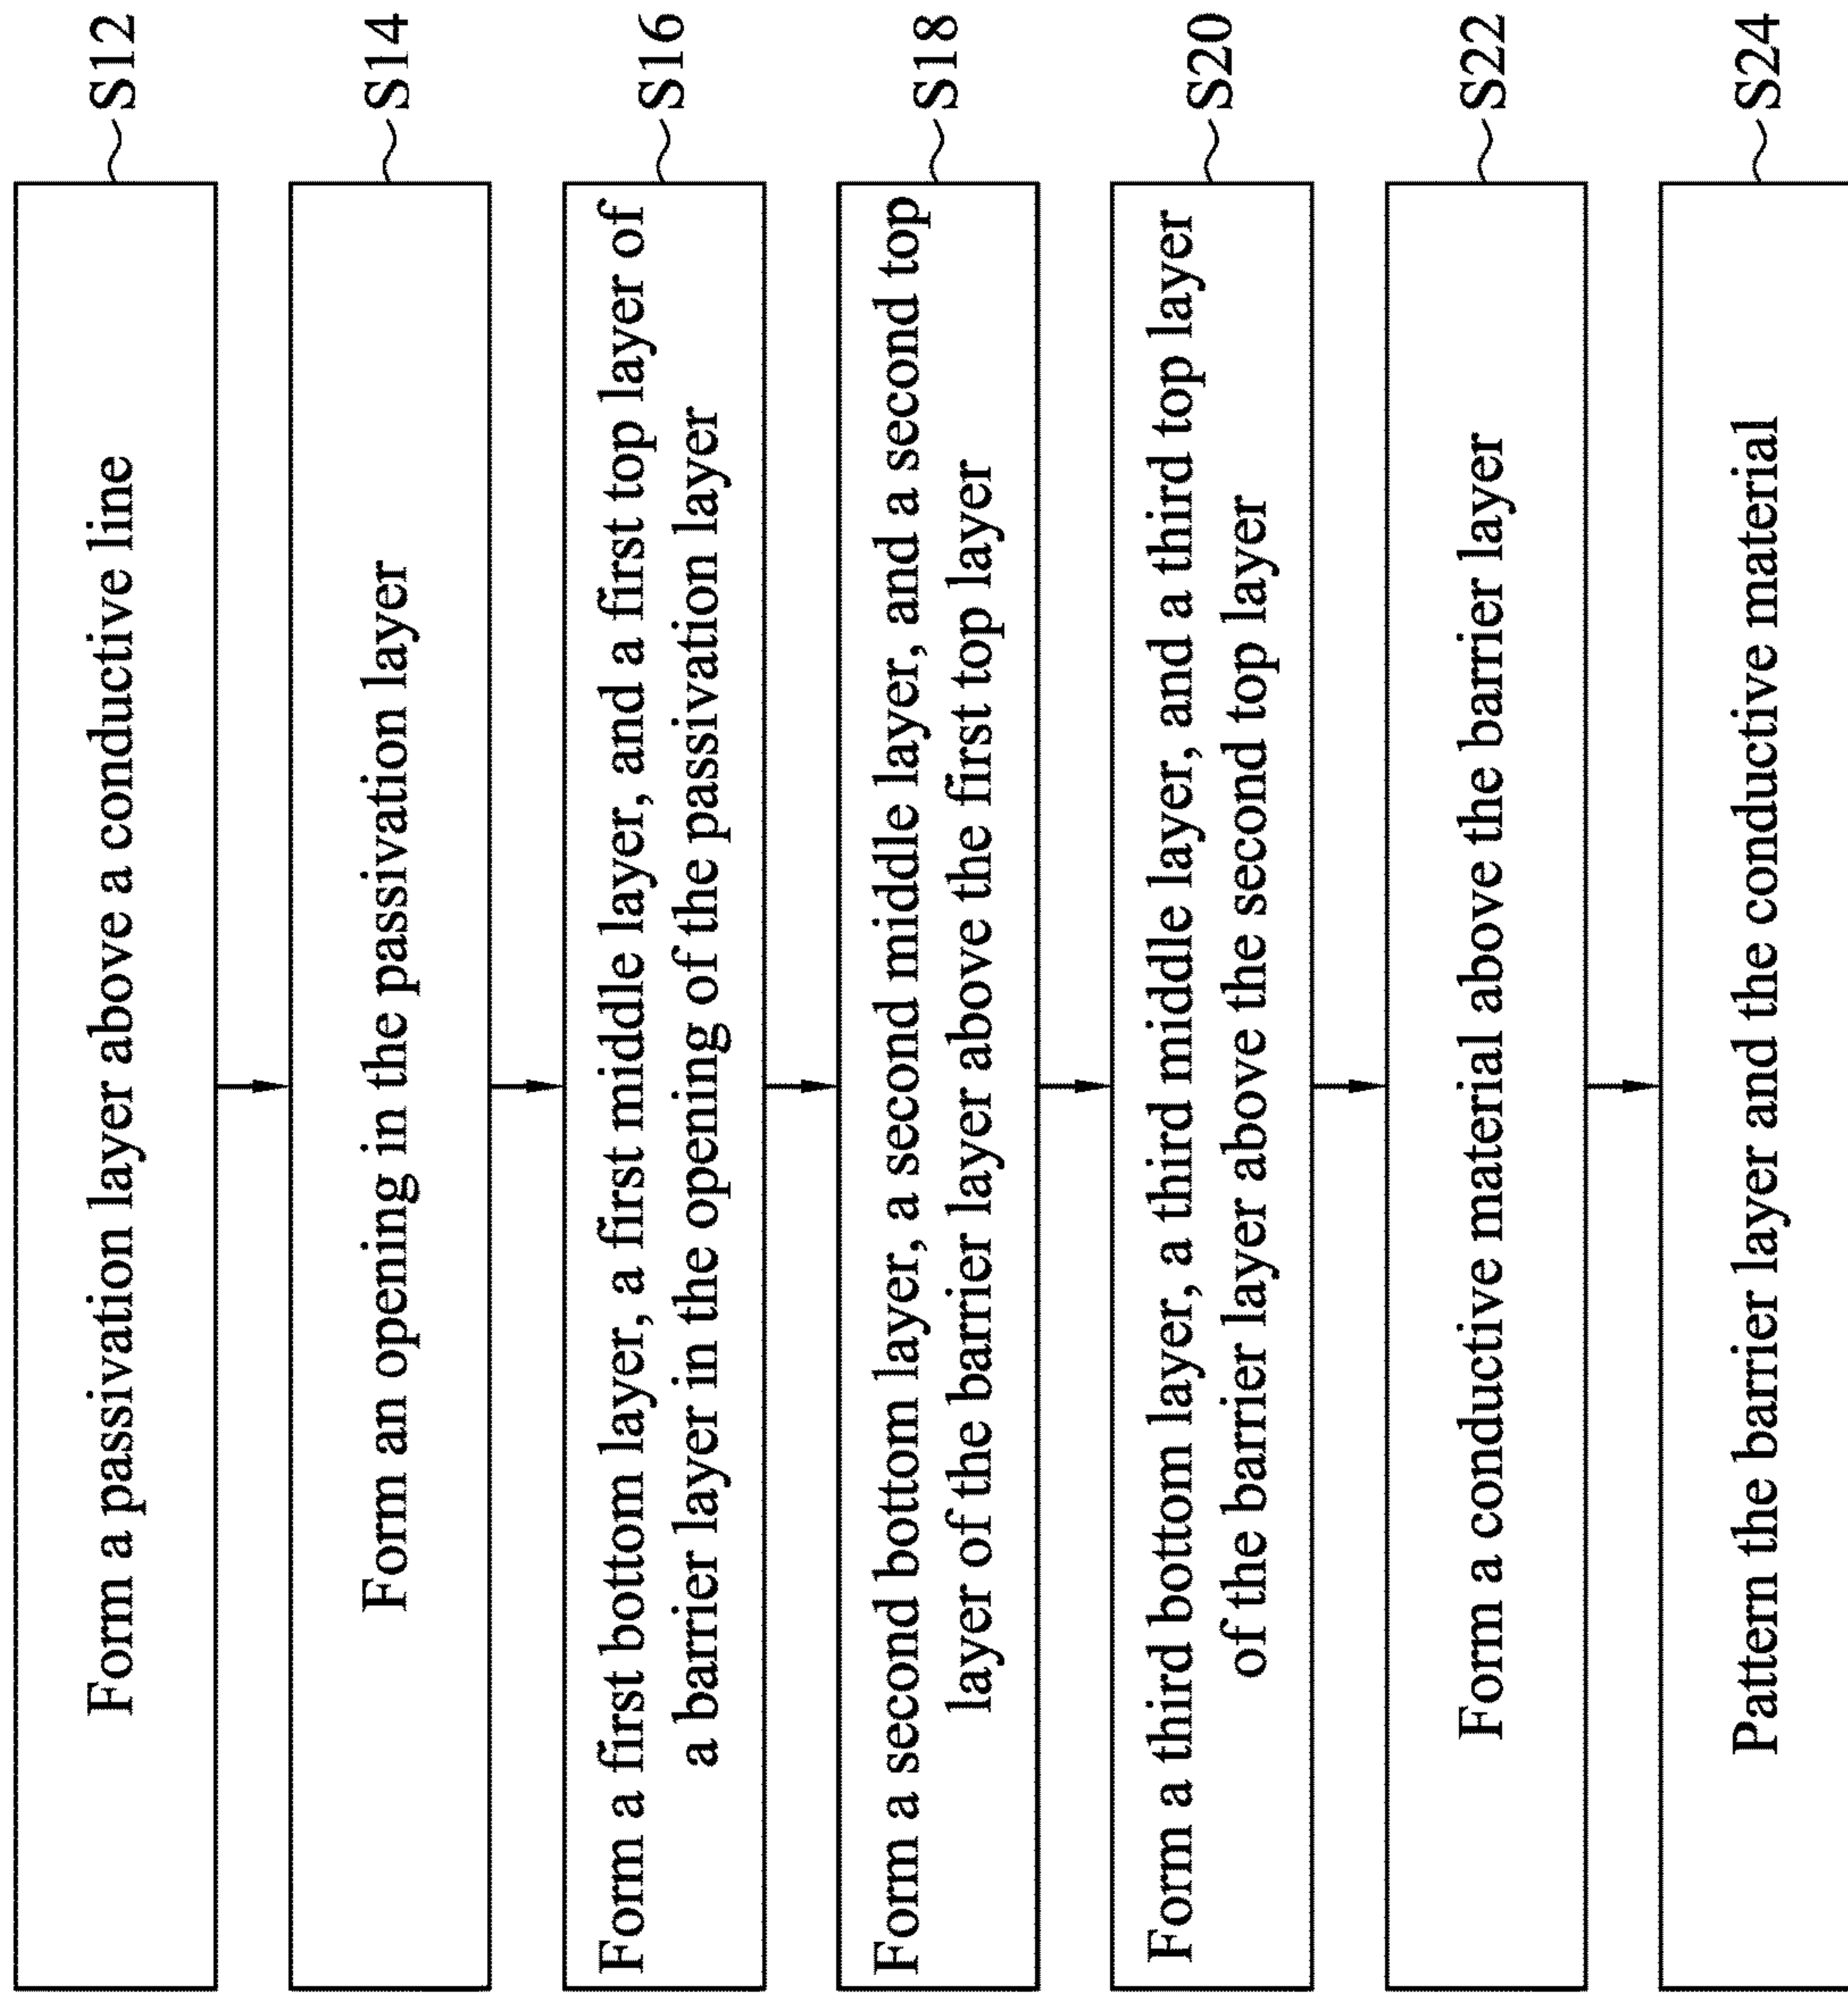 Form a passivation layer above a conductive line
S12
Form an opening in the passivation layer
S14
Form a first bottom layer, a first middle layer, and a first top layer of
a barrier layer in the opening of the passivation layer
S16
Form a second bottom layer, a second middle layer, and a second top
layer of the barrier layer above the first top layer
S18
Form a third bottom layer, a third middle layer, and a third top layer
of the barrier layer above the second top layer
S20
Form a conductive material above the barrier layer
S22
Pattern the barrier layer and the conductive material
S24